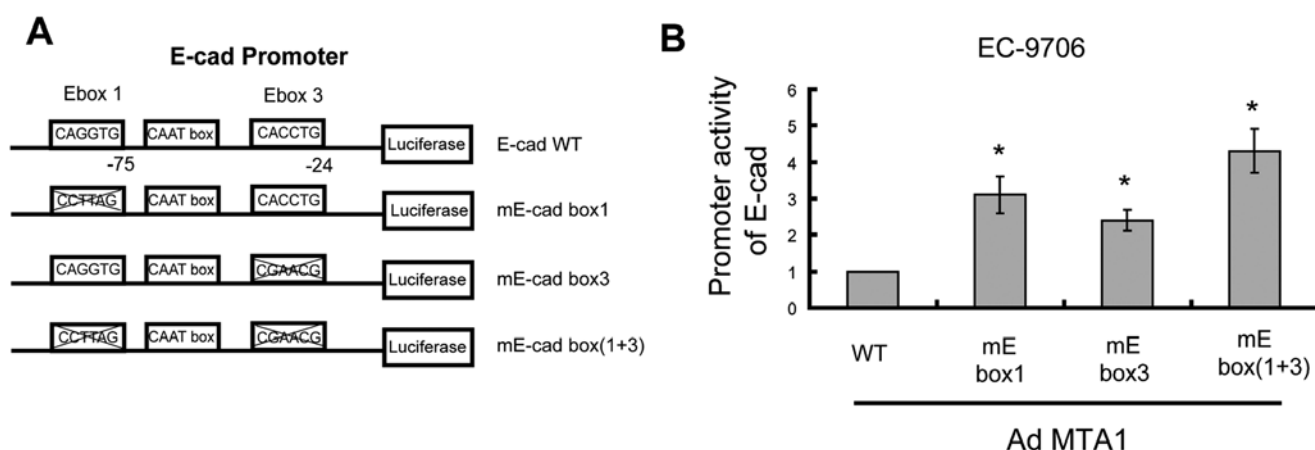 A
E-cad Promoter
Ebox 1 Ebox 3
CAGGTG CAAT box CACCTG Luciferase E-cad WT
-75 -24
CCTTAG CAAT box CACCTG Luciferase mE-cad box1
CAGGTG CAAT box CGAACG Luciferase mE-cad box3
CCTTAG CAAT box CGAACG Luciferase mE-cad box(1+3)
B
EC-9706
Promoter activity
of E-cad
6
5
4
3
2
1
0
* * *
WT mE box1 mE box3 mE box(1+3)
Ad MTA1